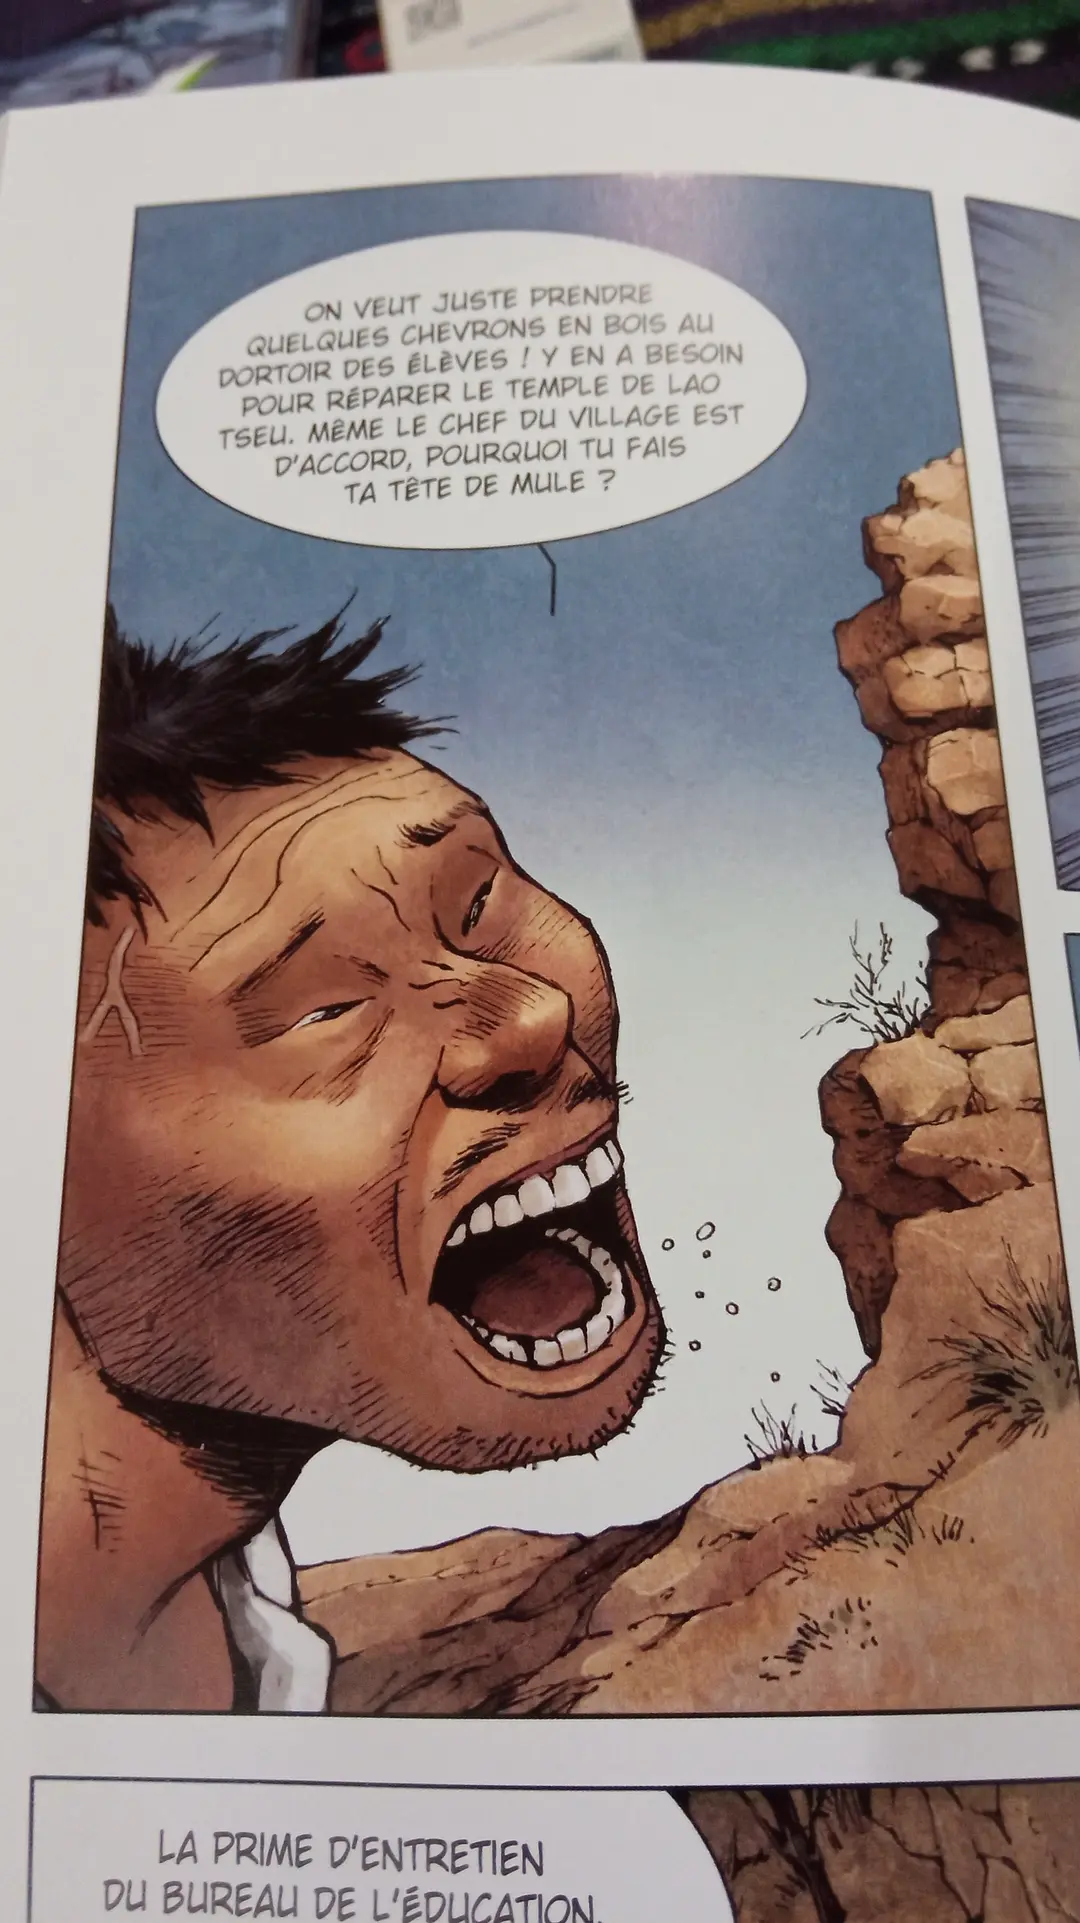 ON VEUT JUSTE PRENDRE
QUELQUES CHEVRONS EN BOIS AU
DORTOIR DES ÉLÈVES ! Y EN A BESOIN
POUR RÉPARER LE TEMPLE DE LAO
TSEU. MÊME LE CHEF DU VILLAGE EST
D'ACCORD, POURQUOI TU FAIS
TA TÊTE DE MULE ?
LA PRIME D'ENTRETIEN
DU BUREAU DE L'ÉDUCATION,